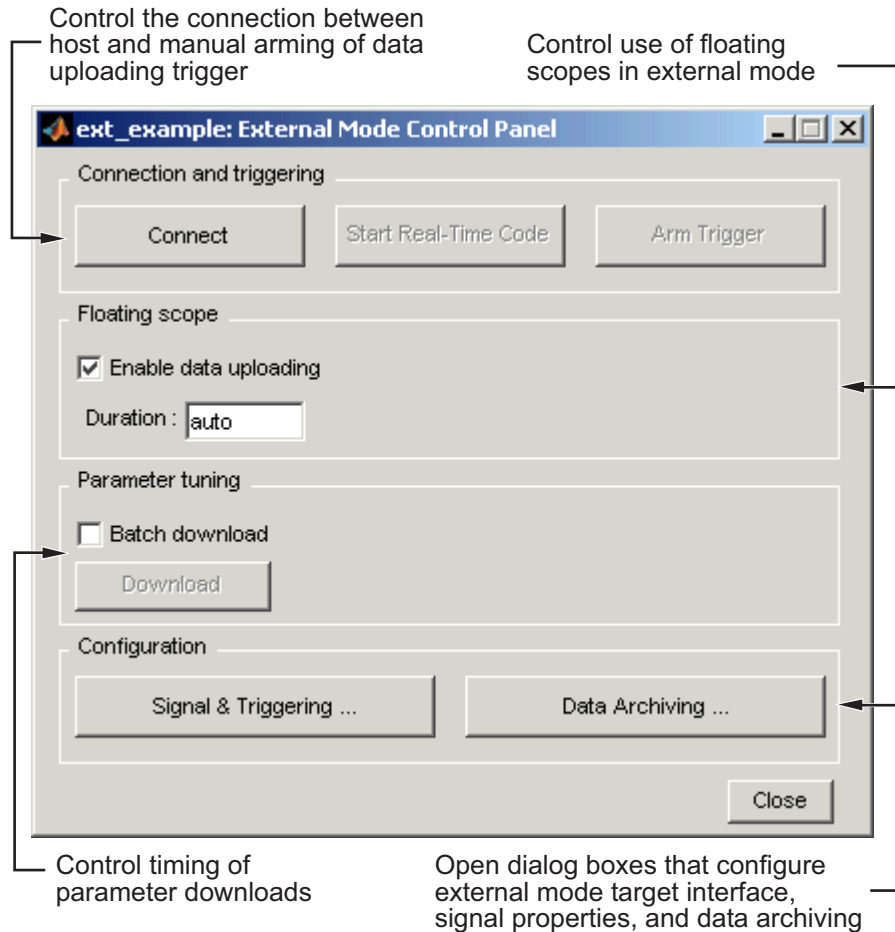 Control the connection between
host and manual arming of data
uploading trigger
Control use of floating
scopes in external mode
ext_example: External Mode Control Panel
Connection and triggering
Connect
Start Real-Time Code
Arm Trigger
Floating scope
Enable data uploading
Duration : auto
Parameter tuning
Batch download
Download
Configuration
Signal & Triggering ...
Data Archiving ...
Close
Control timing of
parameter downloads
Open dialog boxes that configure
external mode target interface,
signal properties, and data archiving